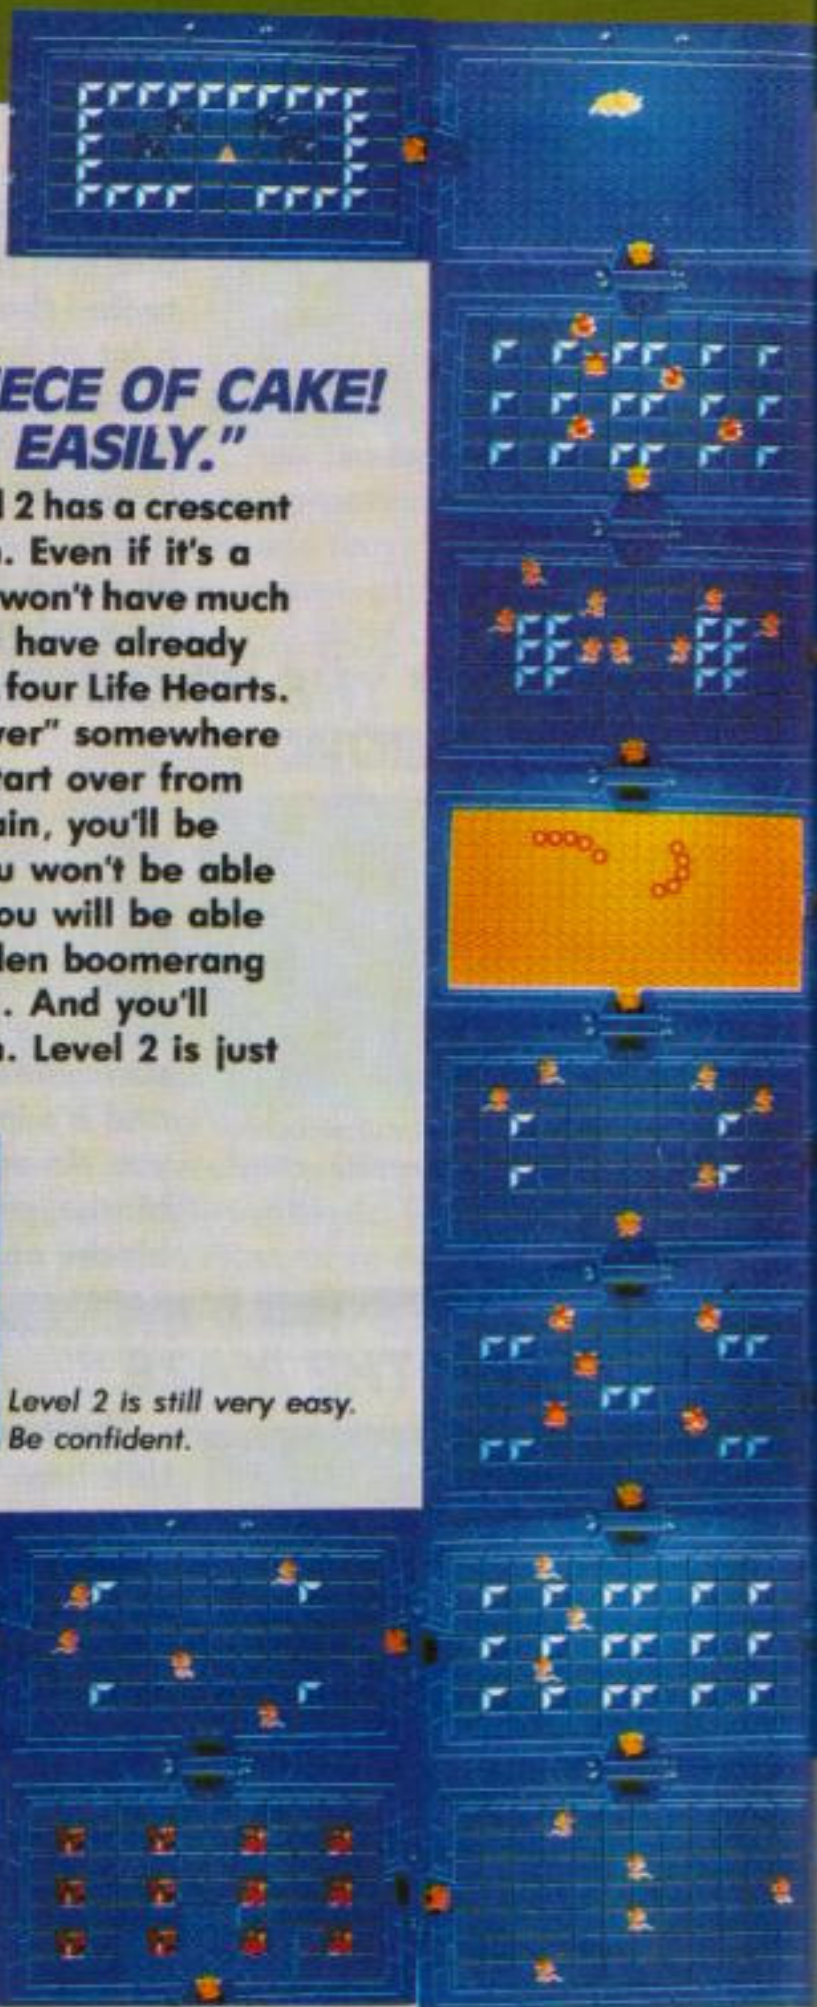 ECE OF CAKE!
EASILY."
2 has a crescent
. Even if it's a
won't have much
have already
four Life Hearts.
ver" somewhere
tart over from
ain, you'll be
u won't be able
ou will be able
den boomerang
. And you'll
. Level 2 is just
Level 2 is still very easy.
Be confident.